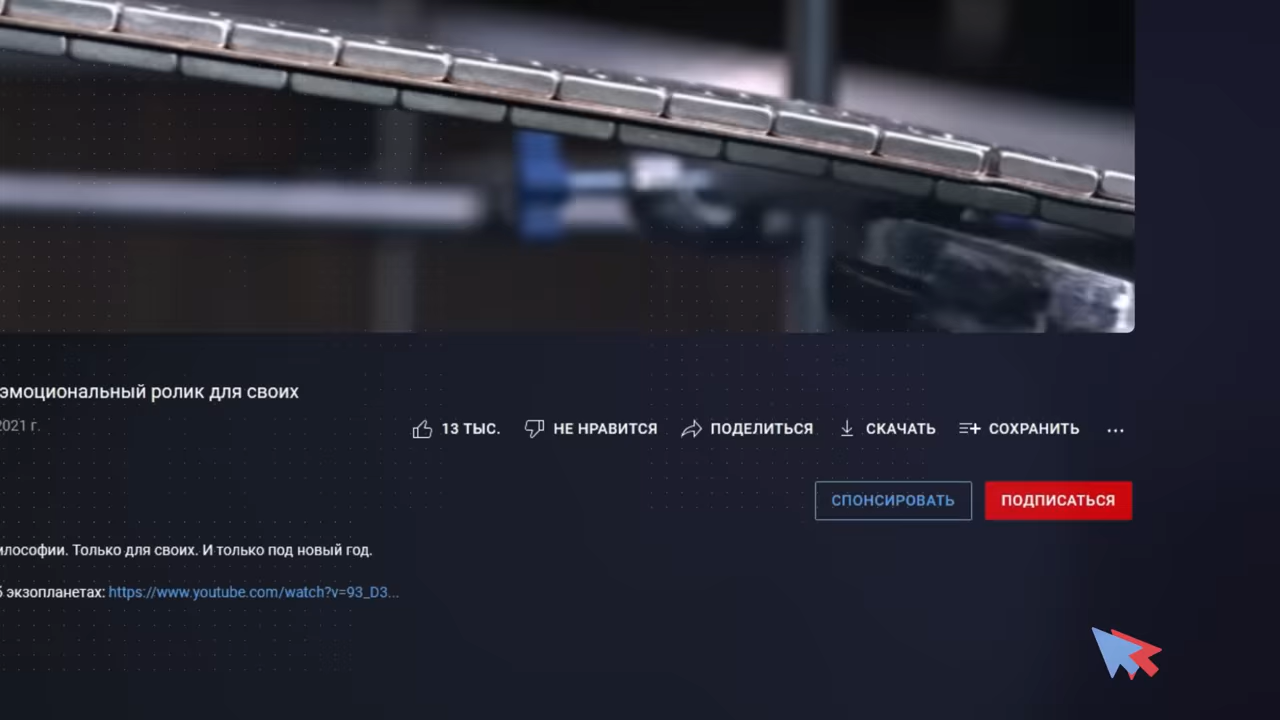 эмоциональный ролик для своих
2021 г.
13 ТЫС. НЕ НРАВИТСЯ ПОДЕЛИТЬСЯ СКАЧАТЬ СОХРАНИТЬ ...
СПОНСИРОВАТЬ ПОДПИСАТЬСЯ
илософии. Только для своих. И только под новый год.
экзопланетах: https://www.youtube.com/watch?v=93_D3...